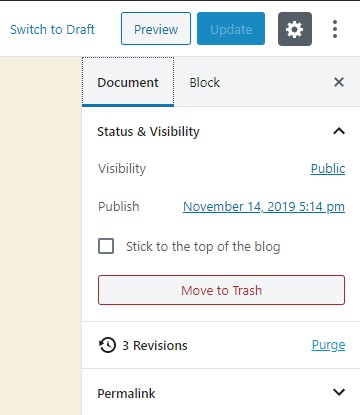 Switch to Draft Preview Update
Document Block
Status & Visibility
Visibility Public
Publish November 14, 2019 5:14 pm
Stick to the top of the blog
Move to Trash
3 Revisions Purge
Permalink